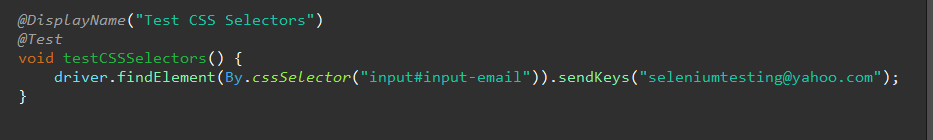 @DisplayName("Test CSS Selectors")
@Test
void testCSSSelectors() {
    driver.findElement(By.cssSelector("input#input-email")).sendKeys("seleniumtesting@yahoo.com");
}